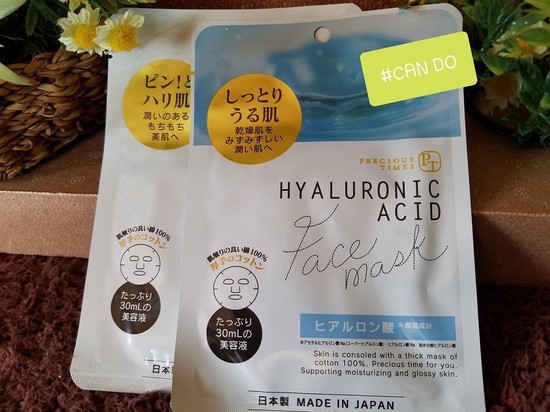 #CAN DO
ピン!と
ハリ肌
潤いのある
もちもち
美肌へ
肌触りの良い綿100%
厚手のコットン
たっぷり
30mLの
美容液
日本製
しっとり
うる肌
乾燥肌を
みずみずしい
潤い肌へ
PRECIOUS
TIMES
PT
HYALURONIC
ACID
Face
mask
肌触りの良い綿100%
厚手のコットン
たっぷり
30mLの
美容液
ヒアルロン酸 ※保湿成分
Skin is consoled with a thick mask of
cotton 100%. Precious time for you.
Supporting moisturizing and glossy skin.
日本製 MADE IN JAPAN